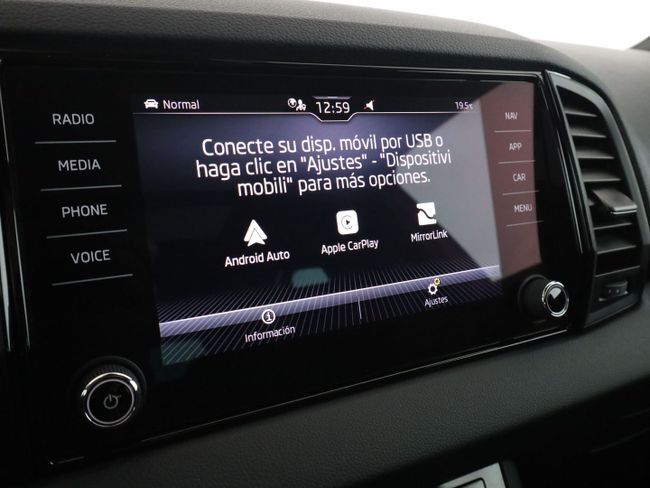 RADIO
MEDIA
PHONE
VOICE
Normal
12:59
19.5°C
Conecte su disp. móvil por USB o
haga clic en "Ajustes" - "Dispositivi
mobili" para más opciones.
Android Auto
Apple CarPlay
MirrorLink
Información
Ajustes
NAV
APP
CAR
MENU